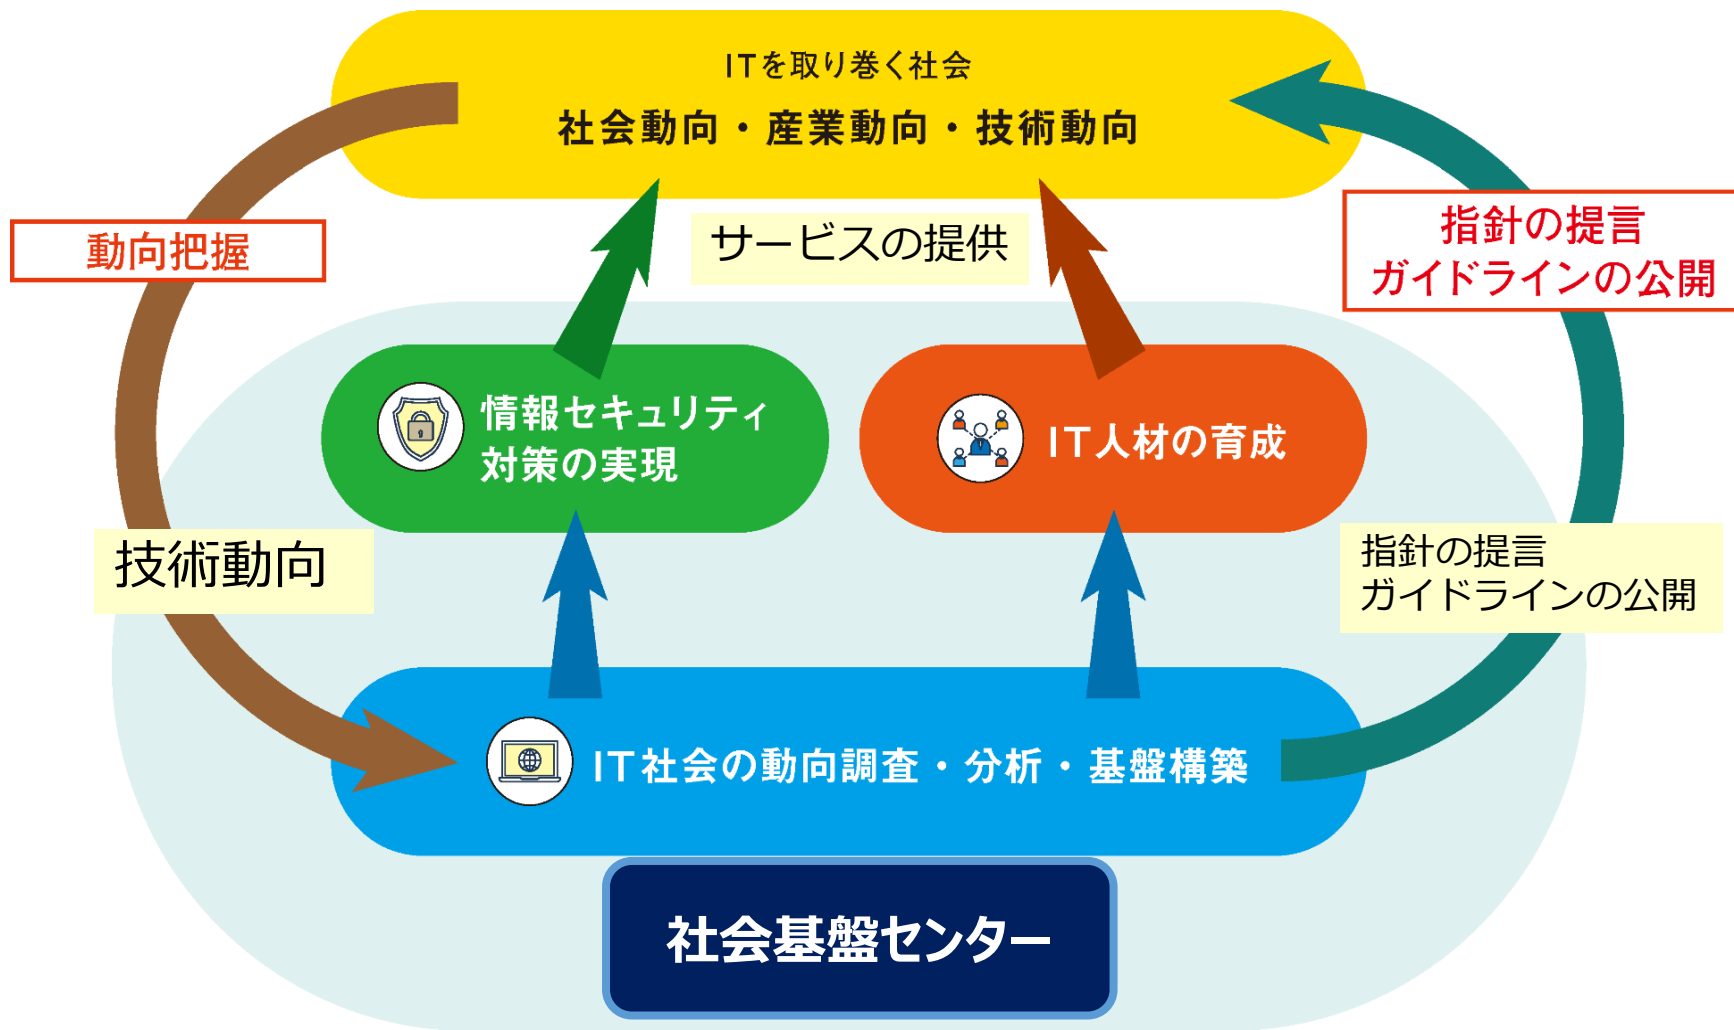 ITを取り巻く社会
社会動向・産業動向・技術動向
動向把握
サービスの提供
指針の提言
ガイドラインの公開
情報セキュリティ
対策の実現
IT人材の育成
技術動向
指針の提言
ガイドラインの公開
IT社会の動向調査・分析・基盤構築
社会基盤センター